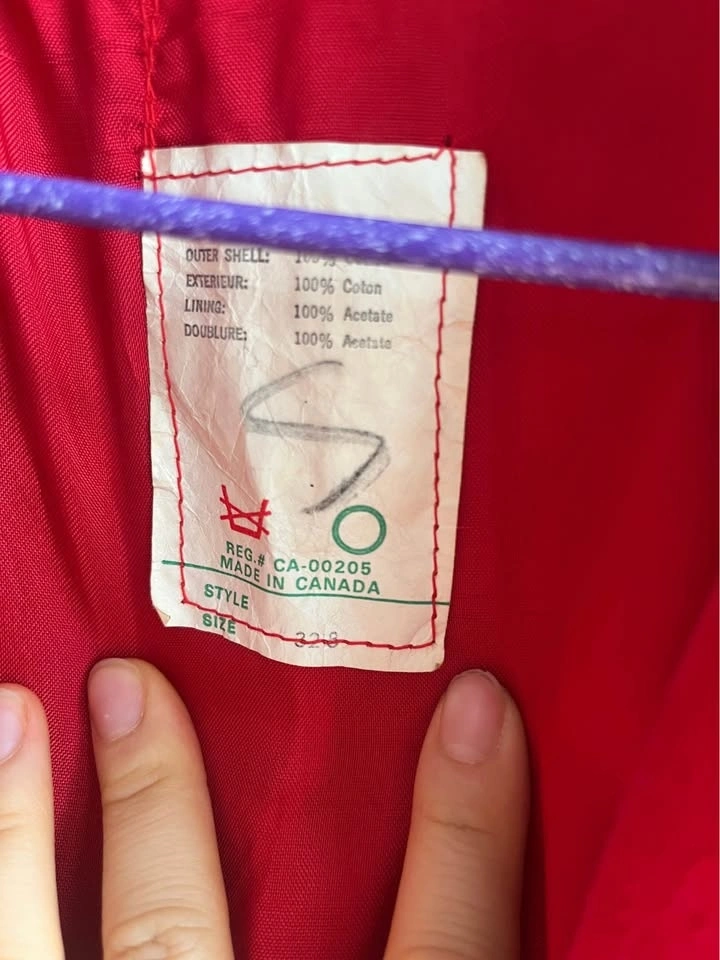 OUTER SHELL: 100%
EXTERIEUR: 100% Coton
LINING: 100% Acetate
DOUBLURE: 100% Acetate
S
REG.# CA-00205
MADE IN CANADA
STYLE
SIZE